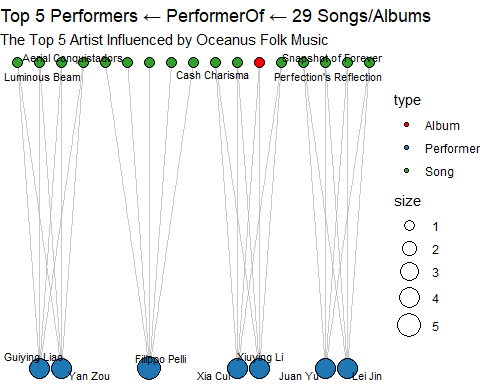 Top 5 Performers ← PerformerOf ← 29 Songs/Albums
The Top 5 Artist Influenced by Oceanus Folk Music
Aerial Conquistadors
Snapshot of Forever
Luminous Beam
Cash Charisma
Perfection's Reflection
type
Album
Performer
Song
size
1
2
3
4
5
Guiying Liao
Filippo Pelli
Xiuying Li
Yan Zou
Xia Cui
Juan Yu
Lei Jin